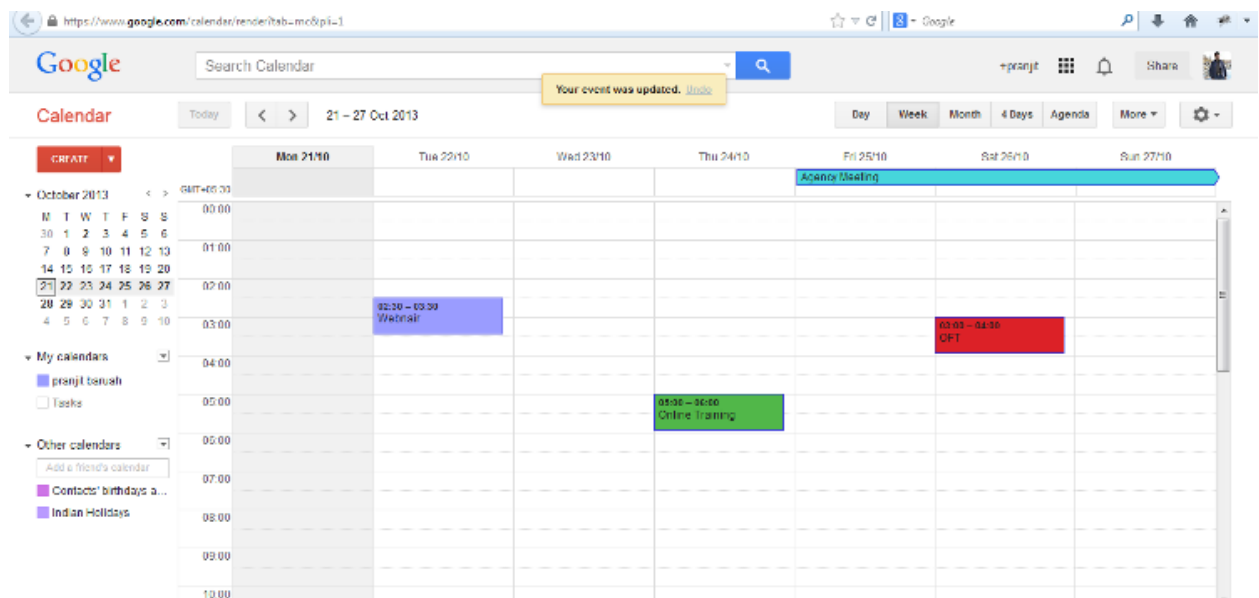 https://www.google.com/calendar/render?tab=mc&pli=1
8 - Google
Google
Search Calendar
+pranjit
Share
Your event was updated. Undo
Calendar
Today
21 – 27 Oct 2013
Day Week Month 4 Days Agenda More
CREATE
Mon 21/10 Tue 22/10 Wed 23/10 Thu 24/10 Fri 25/10 Sat 26/10 Sun 27/10
Agency Meeting
GMT+05:30
October 2013 < >
M T W T F S S
30 1 2 3 4 5 6
7 8 9 10 11 12 13
14 15 16 17 18 19 20
21 22 23 24 25 26 27
28 29 30 31 1 2 3
4 5 6 7 8 9 10
My calendars
pranjit baruah
Tasks
Other calendars
Add a friend's calendar
Contacts' birthdays a...
Indian Holidays
00:00
01:00
02:00
02:30 – 03:30
Webnair
03:00
03:00 – 04:00
OFT
04:00
05:00
05:00 – 06:00
Online Training
06:00
07:00
08:00
09:00
10:00